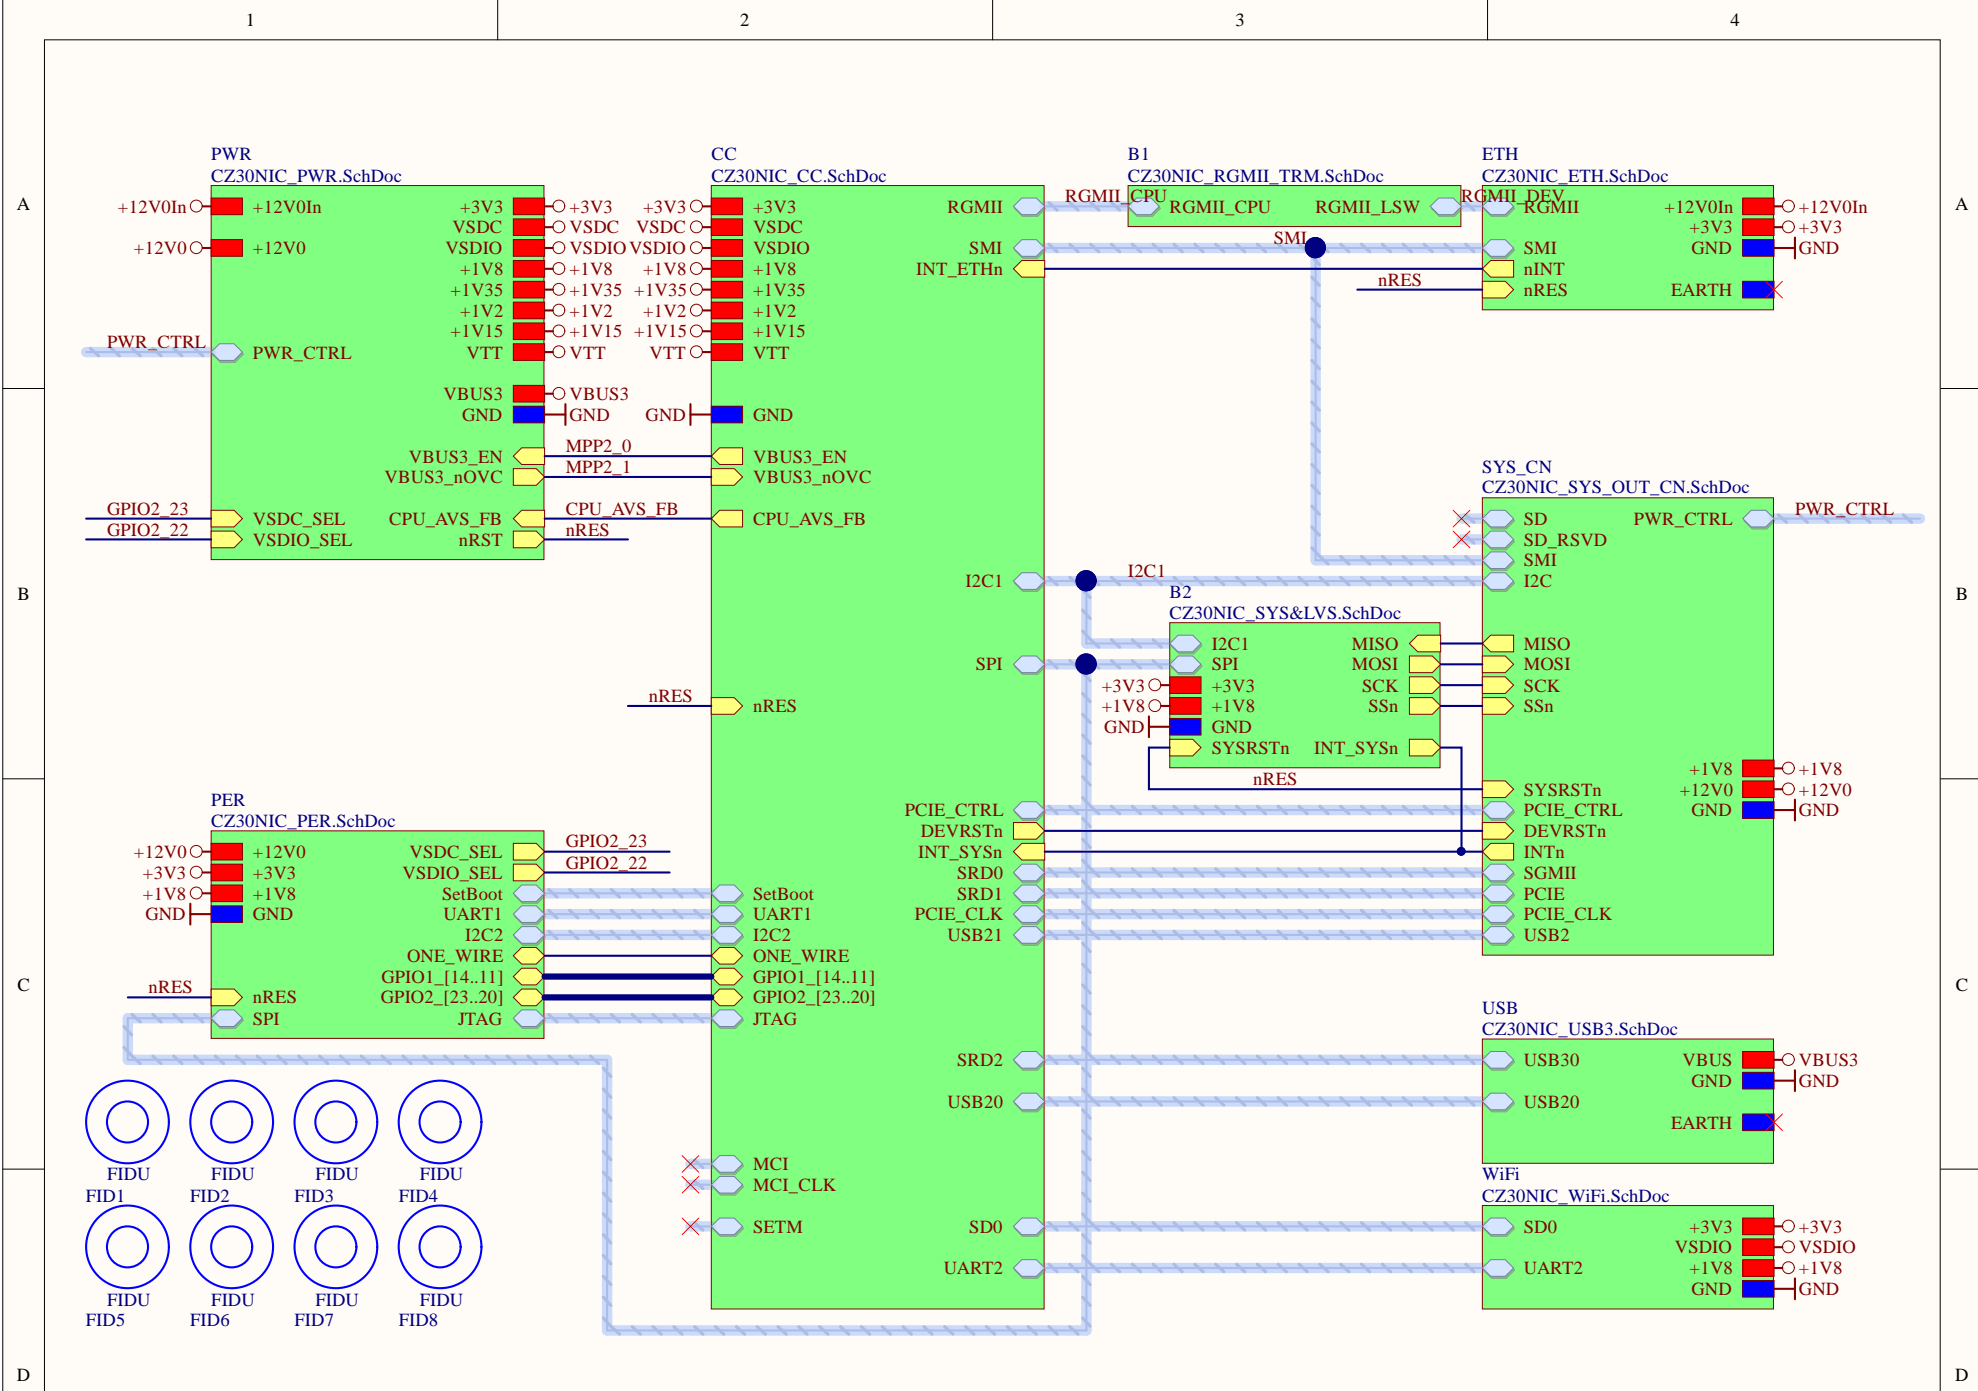 1 2 3 4
A A
B B
C C
D D
PWR
CZ30NIC_PWR.SchDoc
+12V0In +12V0In
+12V0 +12V0
PWR_CTRL PWR_CTRL
GPIO2_23 VSDC_SEL
GPIO2_22 VSDIO_SEL
+3V3 +3V3
VSDC VSDC
VSDIO VSDIO
+1V8 +1V8
+1V35 +1V35
+1V2 +1V2
+1V15 +1V15
VTT VTT
VBUS3 VBUS3
GND GND
VBUS3_EN MPP2_0
VBUS3_nOVC MPP2_1
CPU_AVS_FB CPU_AVS_FB
nRST nRES
CC
CZ30NIC_CC.SchDoc
+3V3 +3V3
VSDC VSDC
VSDIO VSDIO
+1V8 +1V8
+1V35 +1V35
+1V2 +1V2
+1V15 +1V15
VTT VTT
GND GND
VBUS3_EN
VBUS3_nOVC
CPU_AVS_FB
nRES nRES
SetBoot
UART1
I2C2
ONE_WIRE
GPIO1_[14..11]
GPIO2_[23..20]
JTAG
MCI
MCI_CLK
SETM
RGMII RGMII_CPU
SMI SMI
INT_ETHn
I2C1 I2C1
SPI
PCIE_CTRL
DEVRSTn
INT_SYSn
SRD0
SRD1
PCIE_CLK
USB21
SRD2
USB20
SD0
UART2
B1
CZ30NIC_RGMII_TRM.SchDoc
RGMII_CPU RGMII_LSW RGMII_DEV
ETH
CZ30NIC_ETH.SchDoc
RGMII
SMI
nINT
nRES nRES
+12V0In +12V0In
+3V3 +3V3
GND GND
EARTH
SYS_CN
CZ30NIC_SYS_OUT_CN.SchDoc
SD PWR_CTRL PWR_CTRL
SD_RSVD
SMI
I2C
MISO
MOSI
SCK
SSn
+1V8 +1V8
SYSRSTn +12V0 +12V0
PCIE_CTRL GND GND
DEVRSTn
INTn
SGMII
PCIE
PCIE_CLK
USB2
B2
CZ30NIC_SYS&LVS.SchDoc
I2C1 MISO
SPI MOSI
+3V3 +3V3 SCK
+1V8 +1V8 SSn
GND GND
SYSRSTn INT_SYSn
nRES
PER
CZ30NIC_PER.SchDoc
+12V0 +12V0 VSDC_SEL GPIO2_23
+3V3 +3V3 VSDIO_SEL GPIO2_22
+1V8 +1V8 SetBoot
GND GND UART1
I2C2
ONE_WIRE
GPIO1_[14..11]
nRES nRES GPIO2_[23..20]
SPI JTAG
USB
CZ30NIC_USB3.SchDoc
USB30 VBUS VBUS3
GND GND
USB20
EARTH
WiFi
CZ30NIC_WiFi.SchDoc
SD0 +3V3 +3V3
VSDIO VSDIO
UART2 +1V8 +1V8
GND GND
FIDU FIDU FIDU FIDU
FID1 FID2 FID3 FID4
FIDU FIDU FIDU FIDU
FID5 FID6 FID7 FID8